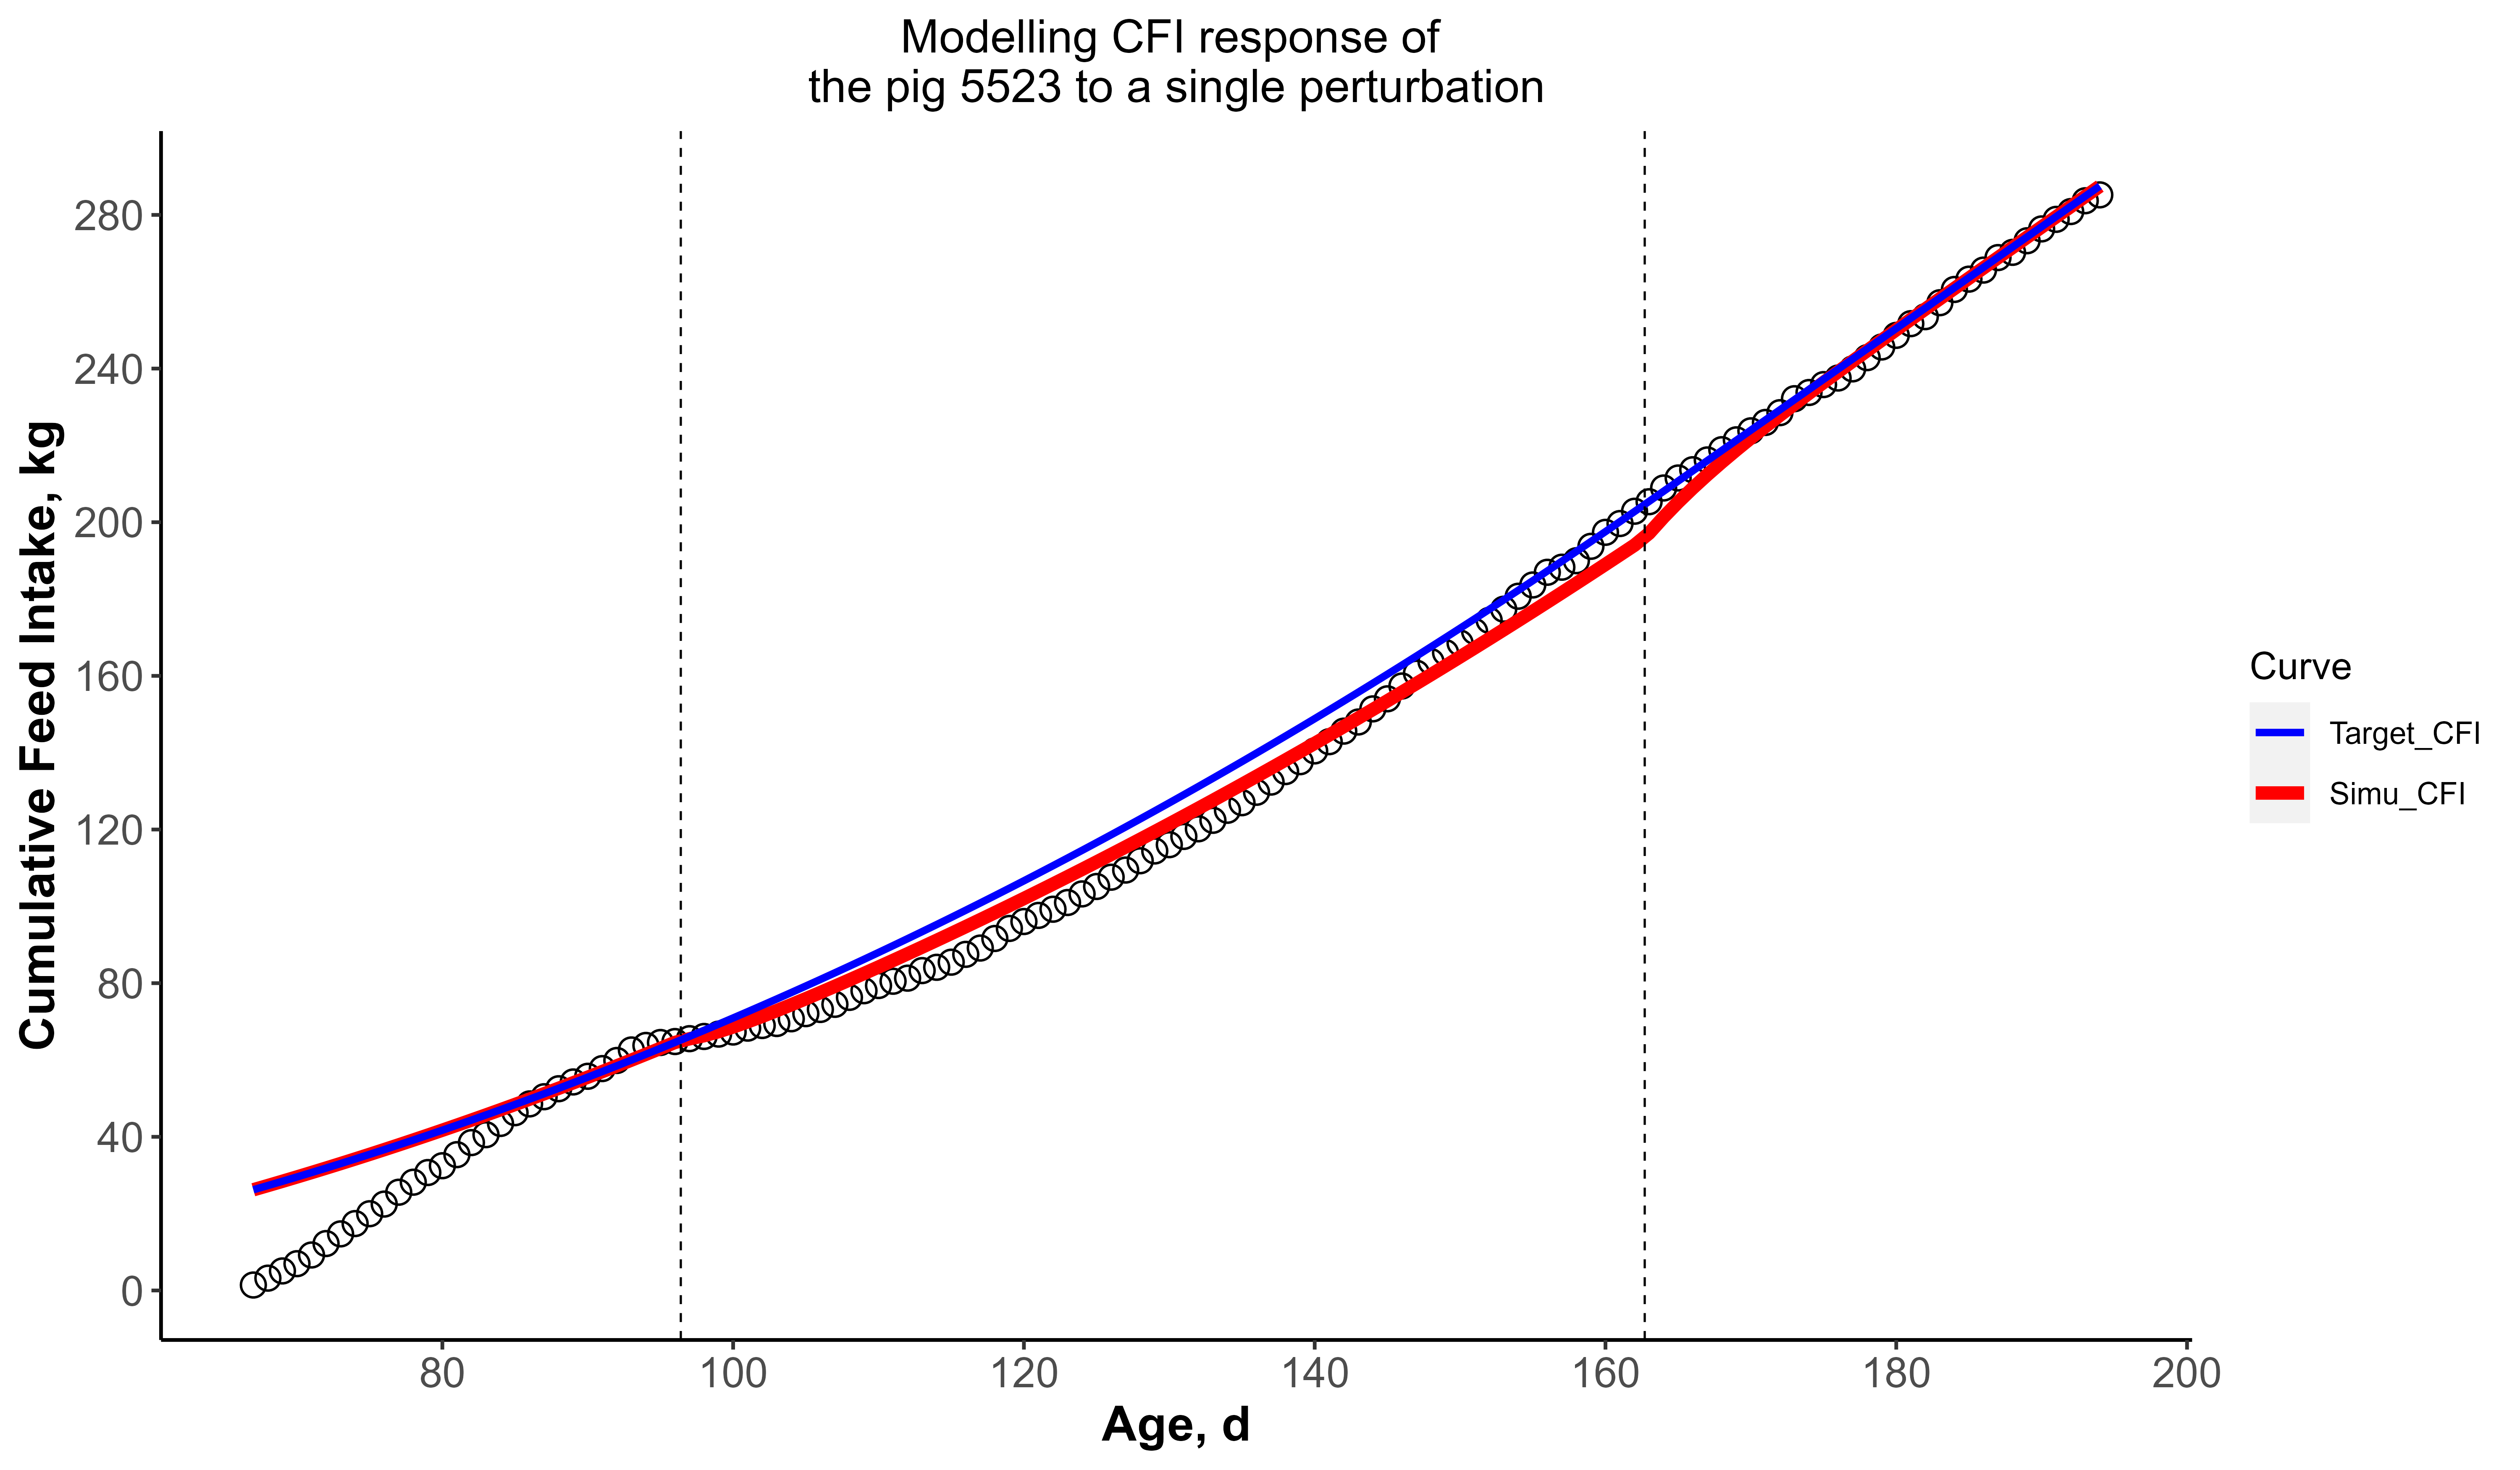 Modelling CFI response of
the pig 5523 to a single perturbation
Cumulative Feed Intake, kg
280
240
200
160
120
80
40
0
80
100
120
140
160
180
200
Age, d
Curve
Target_CFI
Simu_CFI